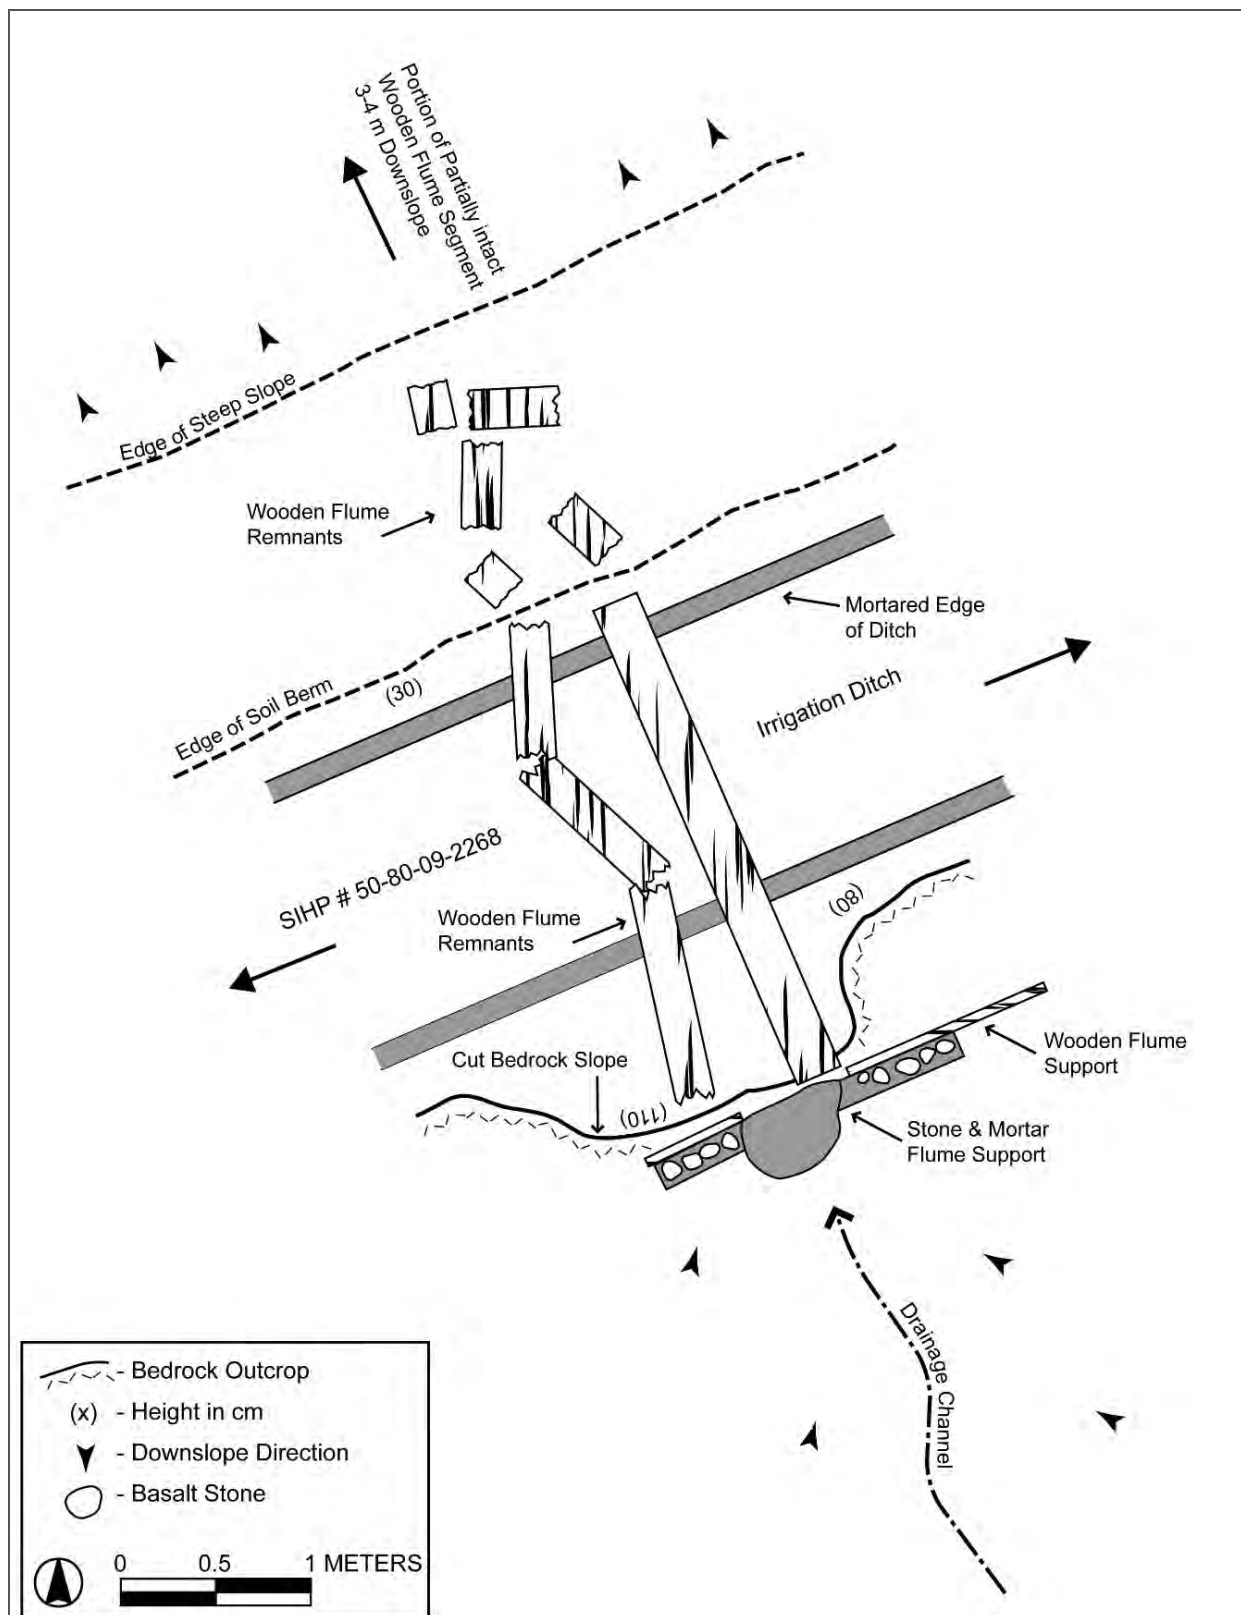 Portion of Partially intact
Wooden Flume Segment
3-4 m Downslope
Edge of Steep Slope
Wooden Flume
Remnants
Mortared Edge
of Ditch
(30)
Edge of Soil Berm
Irrigation Ditch
SIHP # 50-80-09-2268
(80)
Wooden Flume
Remnants
Cut Bedrock Slope
(110)
Wooden Flume
Support
Stone & Mortar
Flume Support
Drainage Channel
- Bedrock Outcrop
(x) - Height in cm
- Downslope Direction
- Basalt Stone
0 0.5 1 METERS